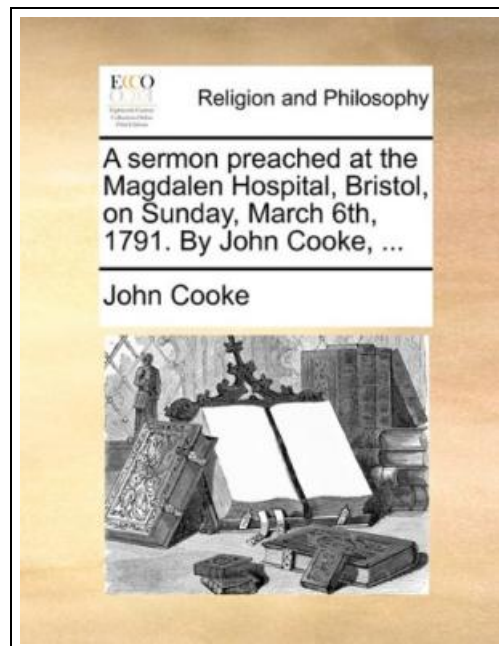 ECCO
Religion and Philosophy
A sermon preached at the
Magdalen Hospital, Bristol,
on Sunday, March 6th,
1791. By John Cooke, ...
John Cooke